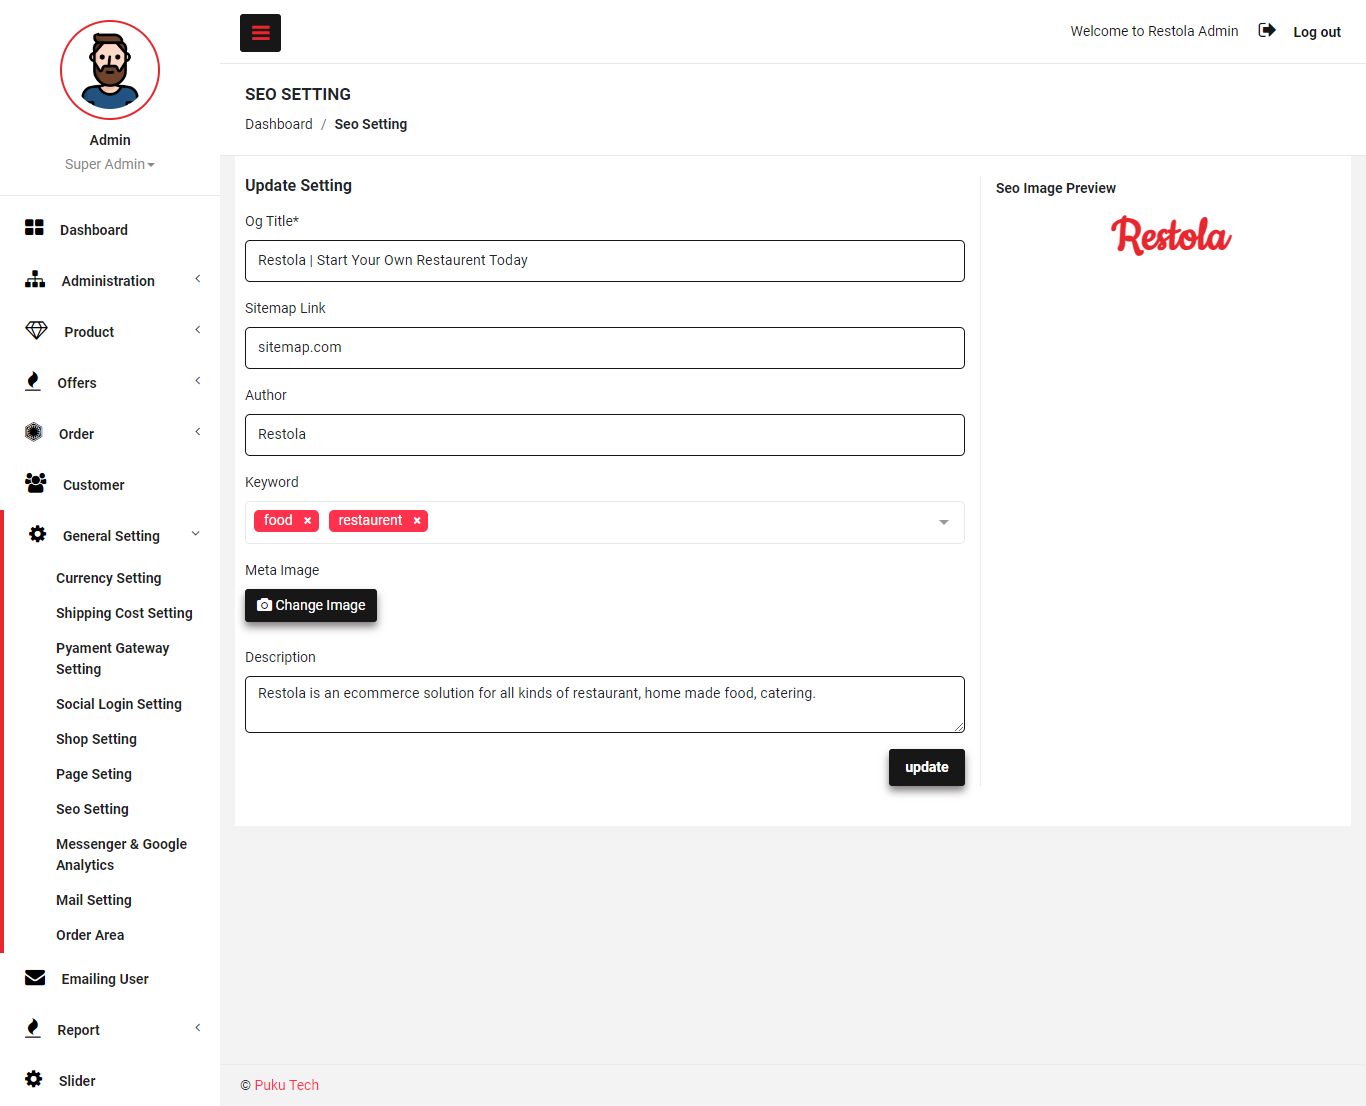 Admin
Super Admin
Dashboard
Administration
Product
Offers
Order
Customer
General Setting
Currency Setting
Shipping Cost Setting
Pyament Gateway
Setting
Social Login Setting
Shop Setting
Page Seting
Seo Setting
Messenger & Google
Analytics
Mail Setting
Order Area
Emailing User
Report
Slider
Welcome to Restola Admin Log out
SEO SETTING
Dashboard / Seo Setting
Update Setting
Og Title*
Restola | Start Your Own Restaurent Today
Sitemap Link
sitemap.com
Author
Restola
Keyword
food × restaurent ×
Meta Image
Change Image
Description
Restola is an ecommerce solution for all kinds of restaurant, home made food, catering.
update
Seo Image Preview
Restola
© Puku Tech